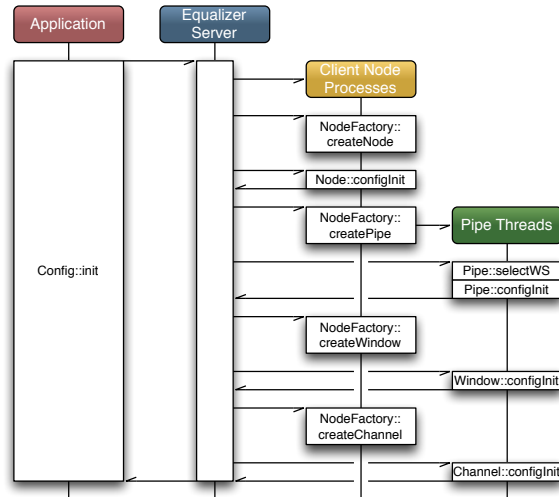 Application
Equalizer
Server
Client Node
Processes
NodeFactory::
createNode
Node::configInit
NodeFactory::
createPipe
Pipe Threads
Config::init
Pipe::selectWS
Pipe::configInit
NodeFactory::
createWindow
Window::configInit
NodeFactory::
createChannel
Channel::configInit